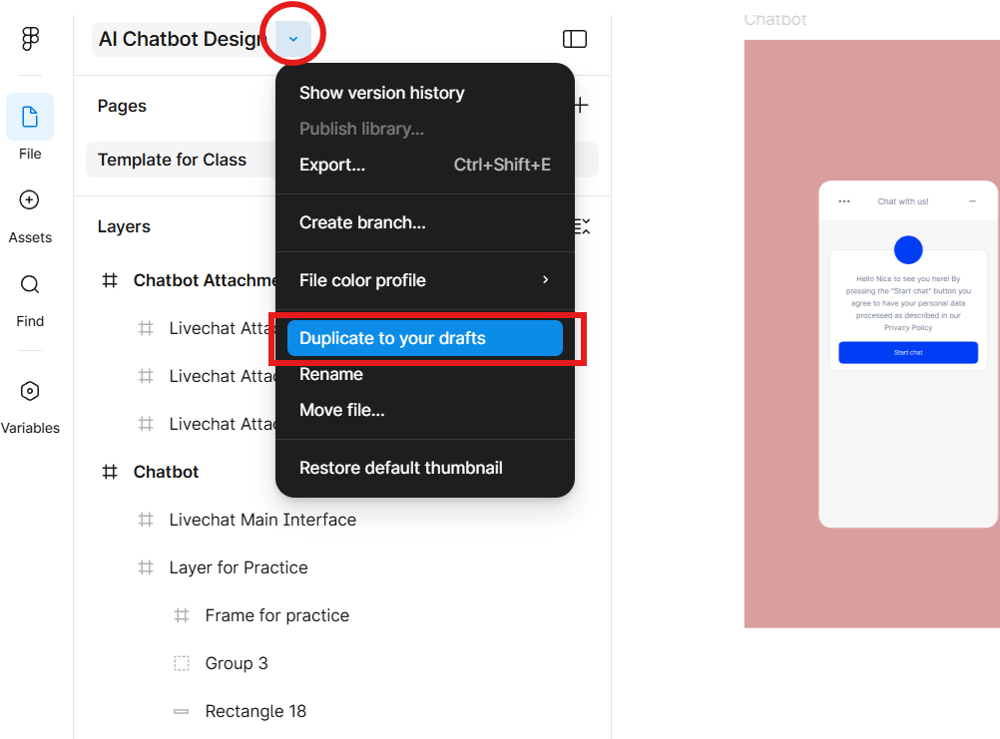 AI Chatbot Design
File
Assets
Find
Variables
Pages
Template for Class
Layers
Chatbot Attachme
Livechat Atta
Livechat Atta
Livechat Atta
Chatbot
Livechat Main Interface
Layer for Practice
Frame for practice
Group 3
Rectangle 18
Show version history
Publish library...
Export... Ctrl+Shift+E
Create branch...
File color profile
Duplicate to your drafts
Rename
Move file...
Restore default thumbnail
Chatbot
Chat with us!
Hello Nice to see you here! By
pressing the "Start chat" button you
agree to have your personal data
processed as described in our
Privacy Policy
Start chat